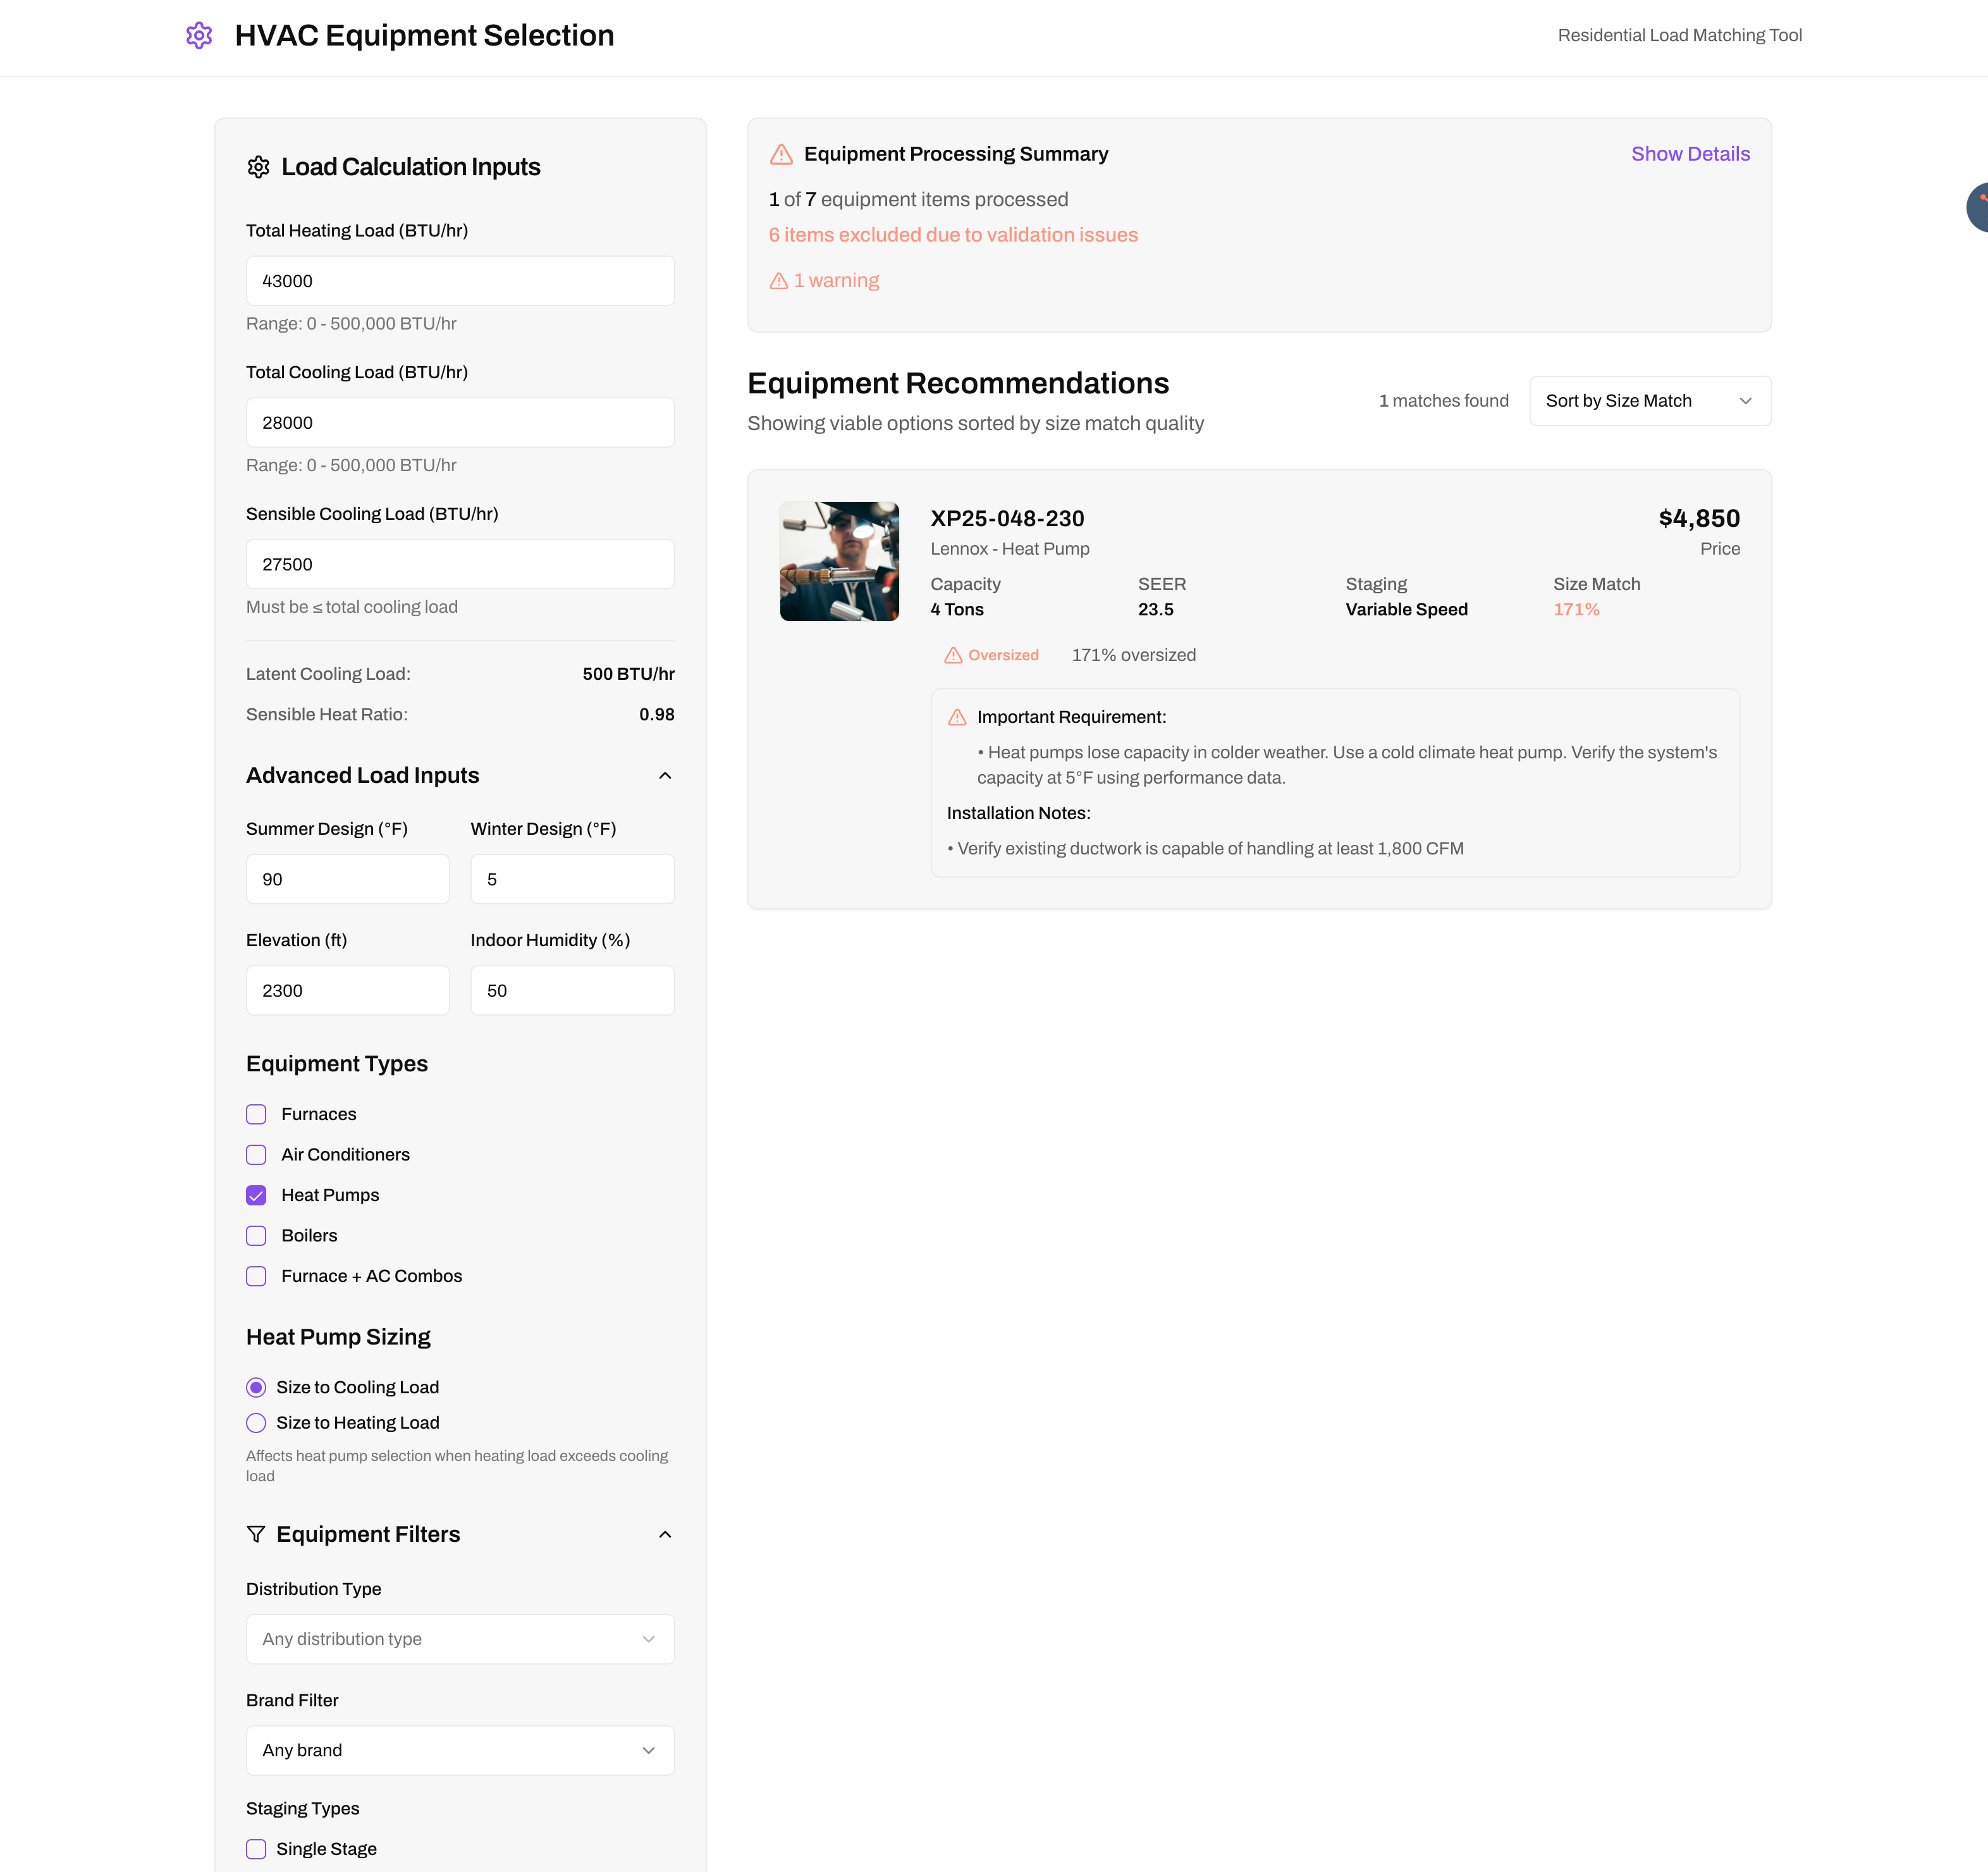 HVAC Equipment Selection
Residential Load Matching Tool
Load Calculation Inputs
Total Heating Load (BTU/hr)
43000
Range: 0 - 500,000 BTU/hr
Total Cooling Load (BTU/hr)
28000
Range: 0 - 500,000 BTU/hr
Sensible Cooling Load (BTU/hr)
27500
Must be ≤ total cooling load
Latent Cooling Load: 500 BTU/hr
Sensible Heat Ratio: 0.98
Advanced Load Inputs
Summer Design (°F) Winter Design (°F)
90 5
Elevation (ft) Indoor Humidity (%)
2300 50
Equipment Types
Furnaces
Air Conditioners
Heat Pumps
Boilers
Furnace + AC Combos
Heat Pump Sizing
Size to Cooling Load
Size to Heating Load
Affects heat pump selection when heating load exceeds cooling
load
Equipment Filters
Distribution Type
Any distribution type
Brand Filter
Any brand
Staging Types
Single Stage
Equipment Processing Summary
Show Details
1 of 7 equipment items processed
6 items excluded due to validation issues
1 warning
Equipment Recommendations
Showing viable options sorted by size match quality
1 matches found
Sort by Size Match
XP25-048-230
$4,850
Lennox - Heat Pump
Price
Capacity SEER Staging Size Match
4 Tons 23.5 Variable Speed 171%
Oversized 171% oversized
Important Requirement:
• Heat pumps lose capacity in colder weather. Use a cold climate heat pump. Verify the system's
capacity at 5°F using performance data.
Installation Notes:
• Verify existing ductwork is capable of handling at least 1,800 CFM